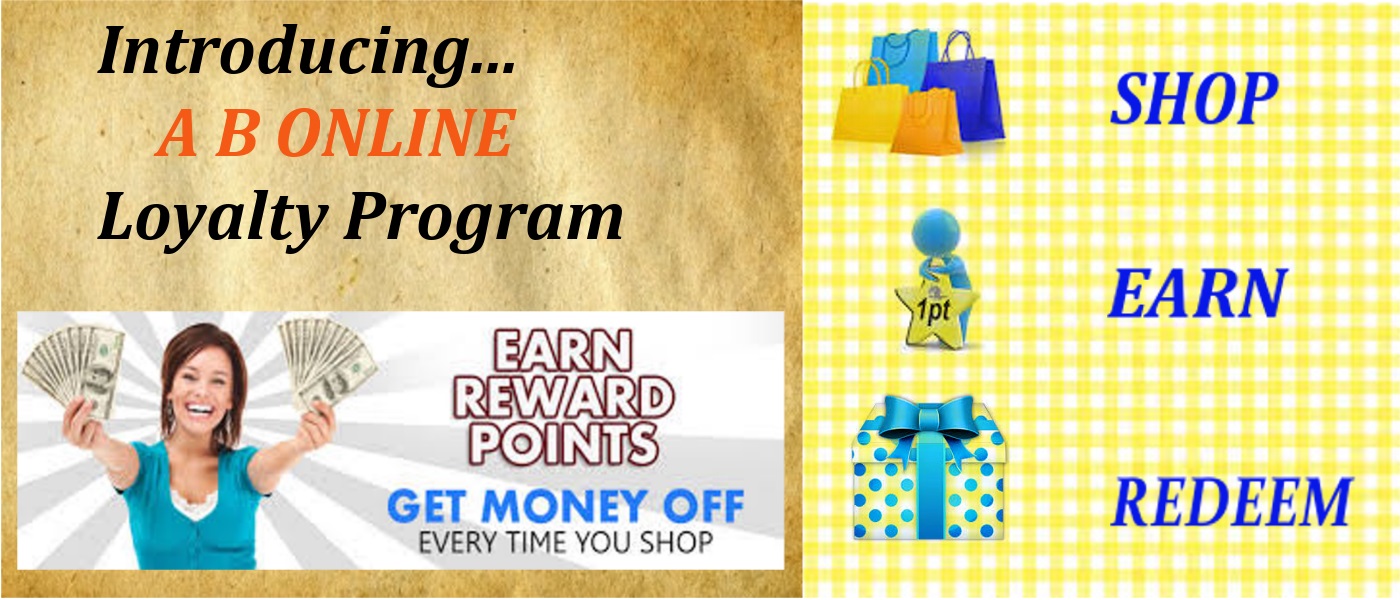 Introducing...
A B ONLINE
Loyalty Program
EARN
REWARD
POINTS
GET MONEY OFF
EVERY TIME YOU SHOP
SHOP
1pt
EARN
REDEEM